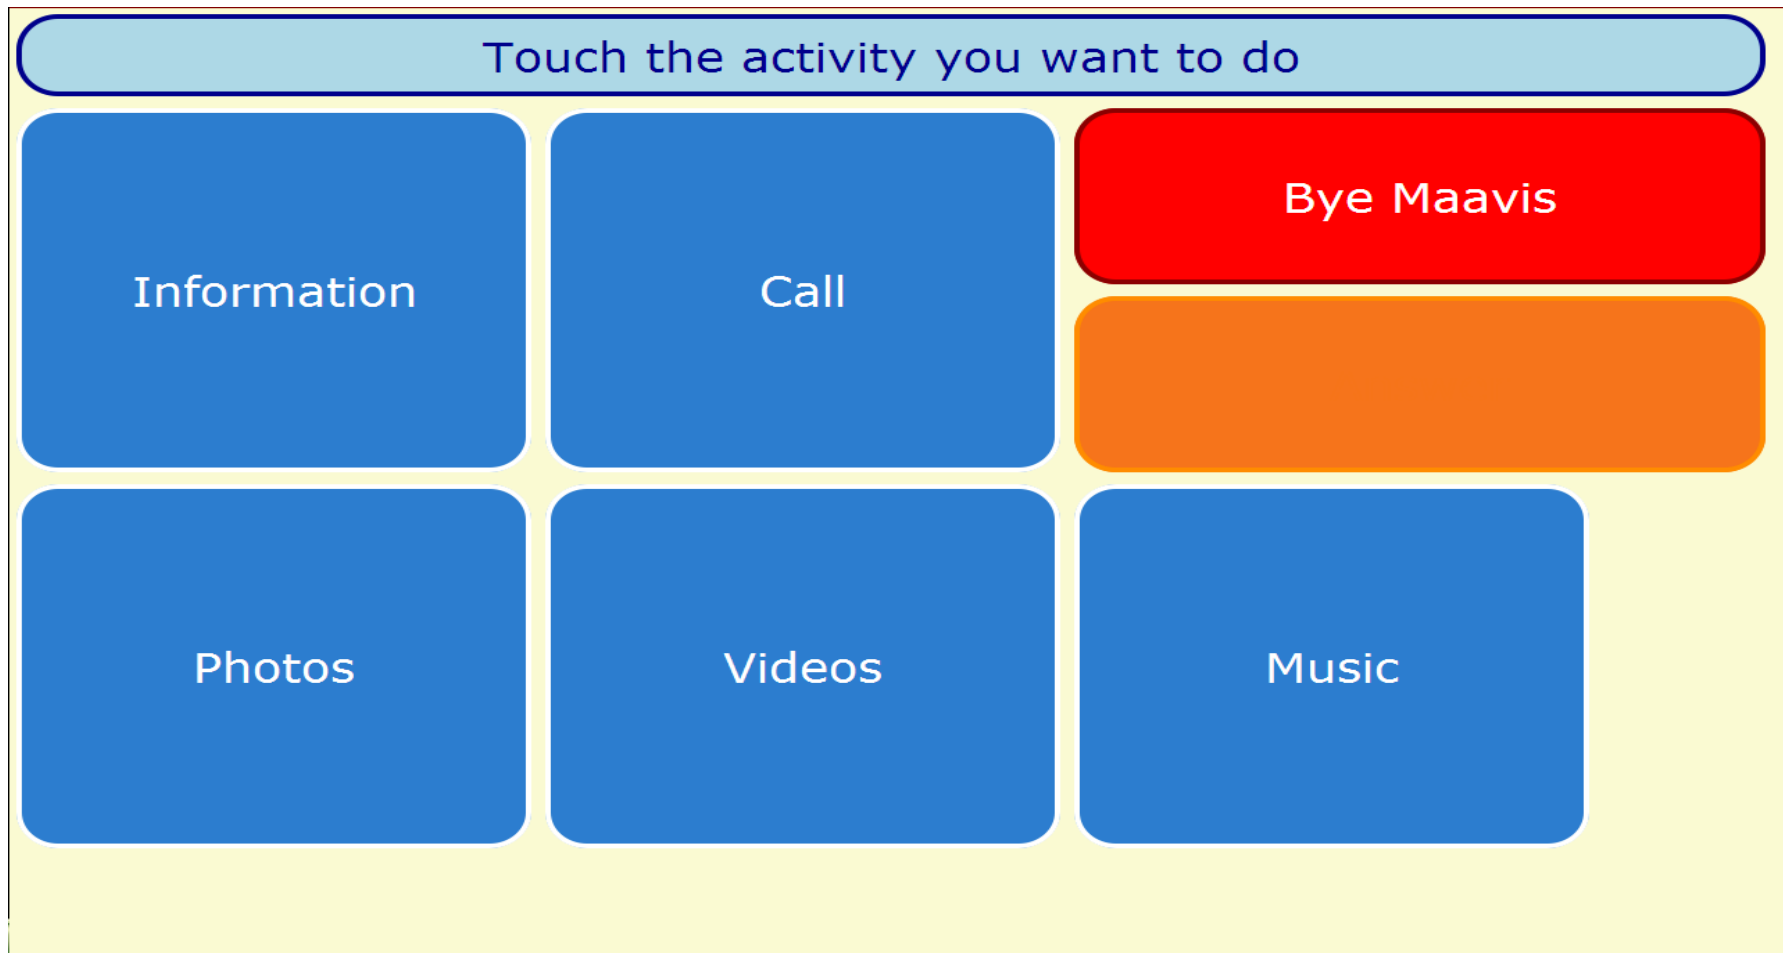 Touch the activity you want to do
Information
Call
Bye Maavis
Photos
Videos
Music